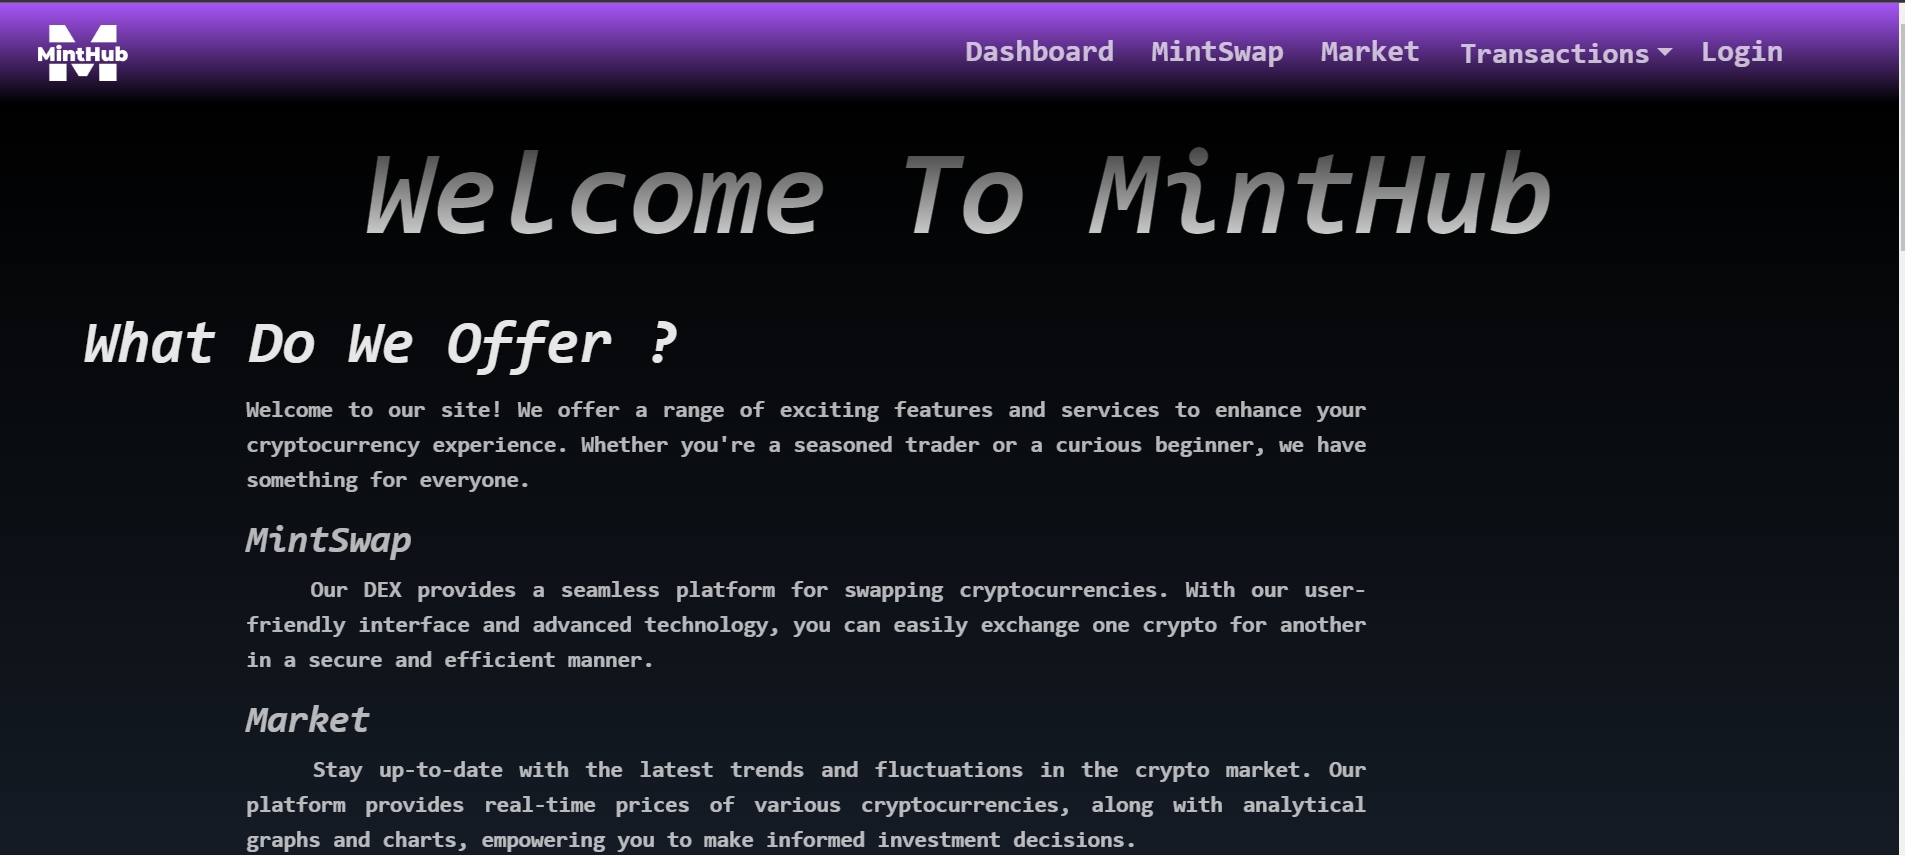 MintHub
Dashboard MintSwap Market Transactions Login
Welcome To MintHub
What Do We Offer ?
Welcome to our site! We offer a range of exciting features and services to enhance your
cryptocurrency experience. Whether you're a seasoned trader or a curious beginner, we have
something for everyone.
MintSwap
Our DEX provides a seamless platform for swapping cryptocurrencies. With our user-
friendly interface and advanced technology, you can easily exchange one crypto for another
in a secure and efficient manner.
Market
Stay up-to-date with the latest trends and fluctuations in the crypto market. Our
platform provides real-time prices of various cryptocurrencies, along with analytical
graphs and charts, empowering you to make informed investment decisions.